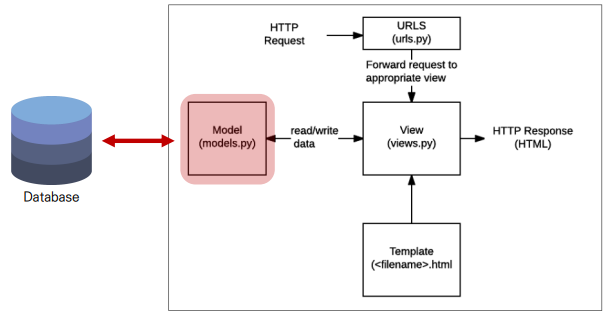 HTTP
Request
URLS
(urls.py)
Forward request to
appropriate view
Model
(models.py)
read/write
data
View
(views.py)
HTTP Response
(HTML)
Database
Template
(<filename>.html